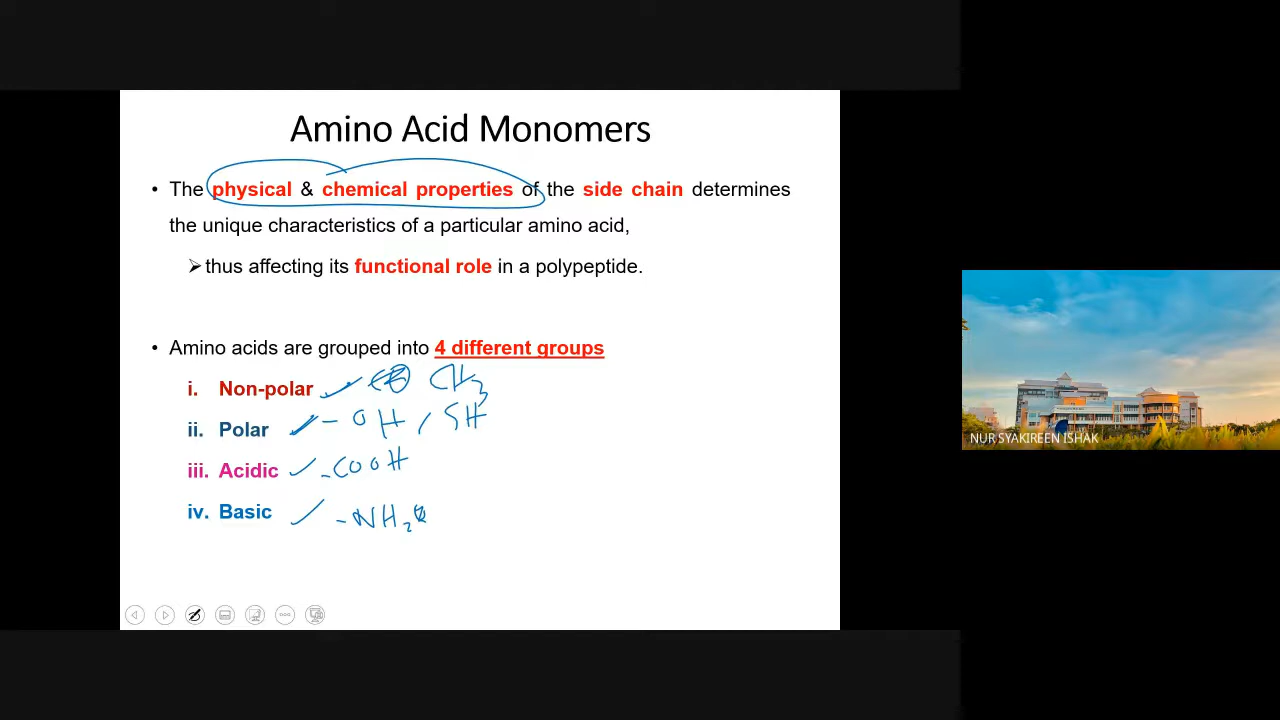 Amino Acid Monomers
• The physical & chemical properties of the side chain determines
the unique characteristics of a particular amino acid,
➤ thus affecting its functional role in a polypeptide.
• Amino acids are grouped into 4 different groups
i. Non-polar CH3
ii. Polar - OH / SH
iii. Acidic - COOH
iv. Basic - NH2
NUR SYAKIREEN ISHAK